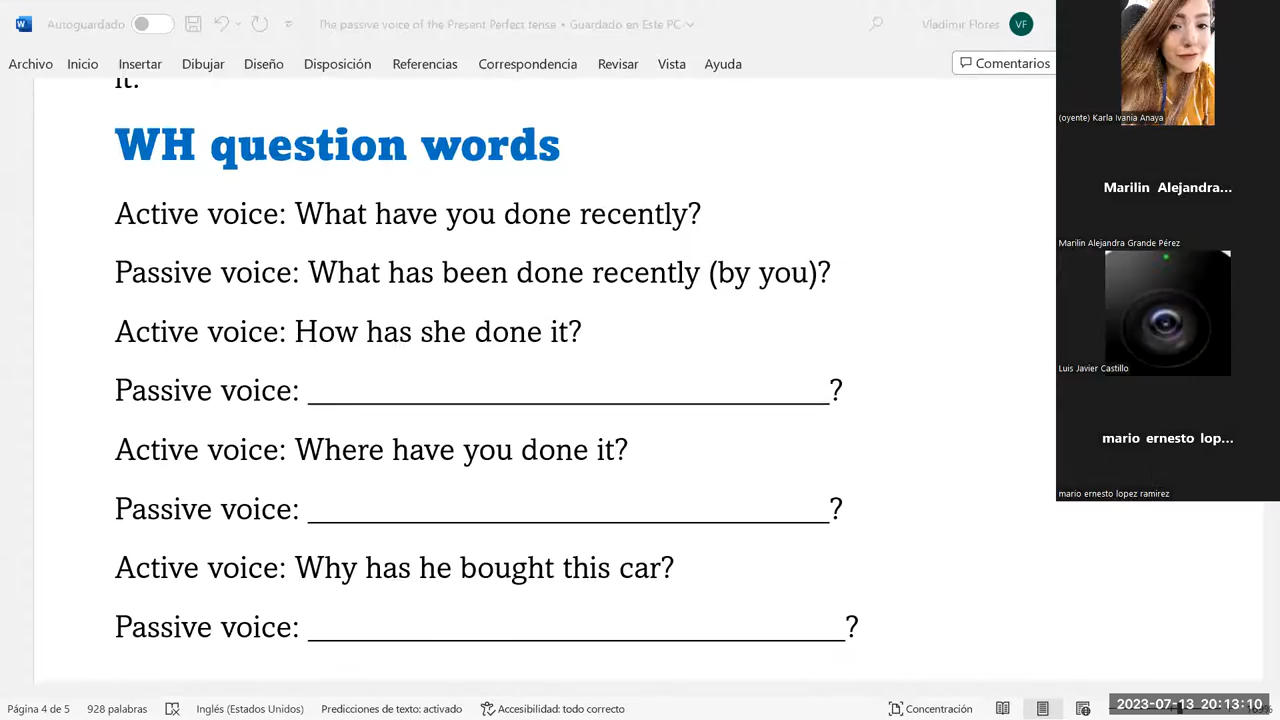 Autoguardado
The passive voice of the Present Perfect tense • Guardado en Este PC
Vladimir Flores
VF
Archivo Inicio Insertar Dibujar Diseño Disposición Referencias Correspondencia Revisar Vista Ayuda Comentarios
it.
WH question words
Active voice: What have you done recently?
Passive voice: What has been done recently (by you)?
Active voice: How has she done it?
Passive voice: ________________________________?
Active voice: Where have you done it?
Passive voice: ________________________________?
Active voice: Why has he bought this car?
Passive voice: _________________________________?
(oyente) Karla Ivania Anaya
Marilin Alejandra...
Marilin Alejandra Grande Pérez
Luis Javier Castillo
mario ernesto lop...
mario ernesto lopez ramirez
Página 4 de 5 928 palabras Inglés (Estados Unidos) Predicciones de texto: activado Accesibilidad: todo correcto Concentración
2023-07-13 20:13:10